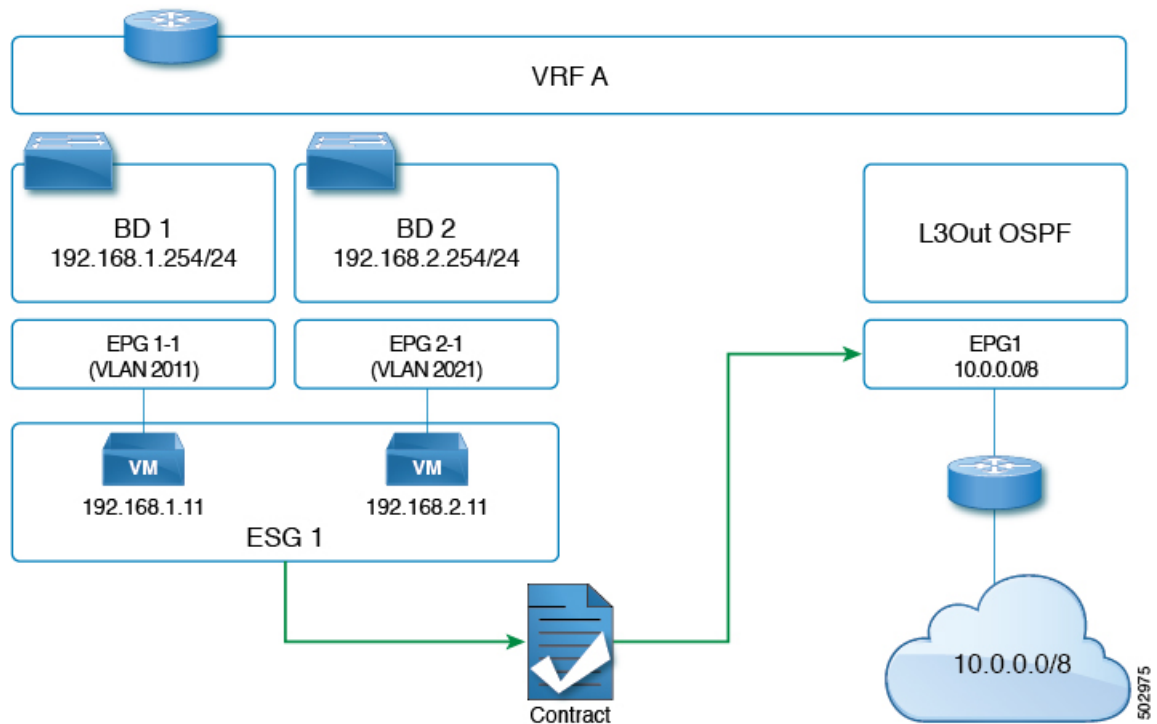 VRF A
BD 1
192.168.1.254/24
BD 2
192.168.2.254/24
L3Out OSPF
EPG 1-1
(VLAN 2011)
EPG 2-1
(VLAN 2021)
EPG1
10.0.0.0/8
VM
192.168.1.11
VM
192.168.2.11
ESG 1
Contract
10.0.0.0/8
502975